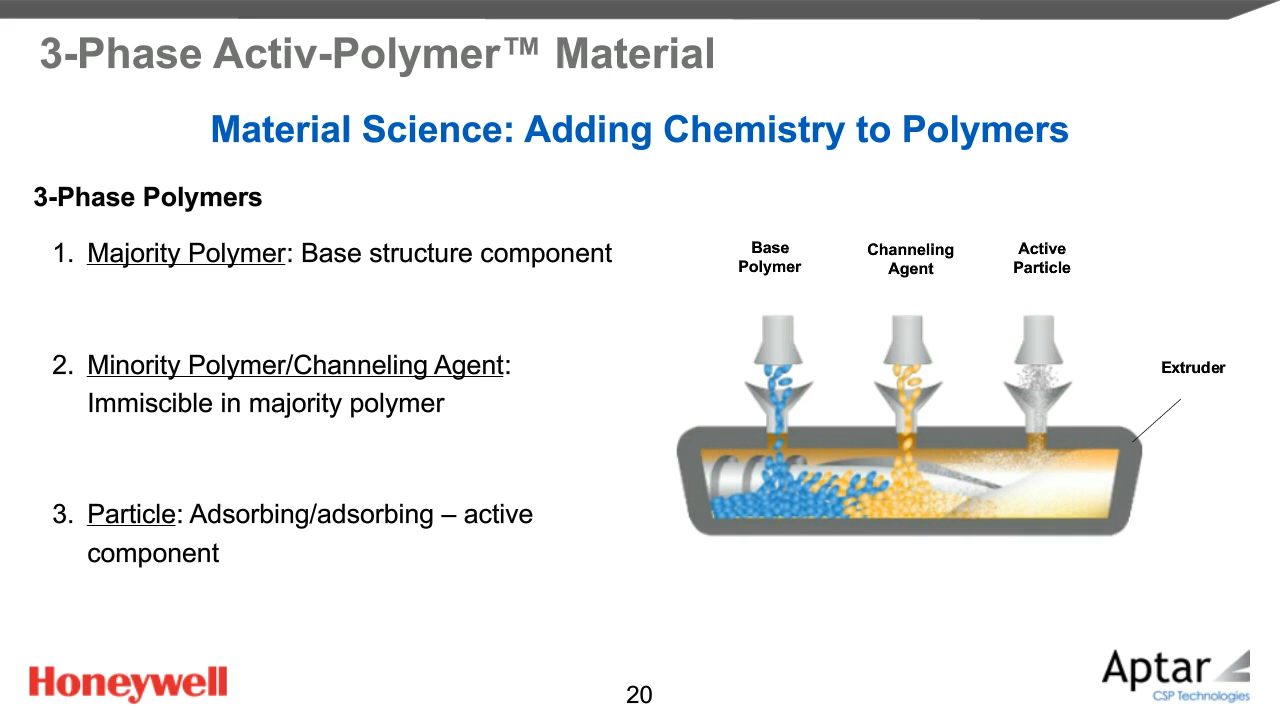 3-Phase Activ-Polymer™ Material
Material Science: Adding Chemistry to Polymers
3-Phase Polymers
1. Majority Polymer: Base structure component
2. Minority Polymer/Channeling Agent:
Immiscible in majority polymer
3. Particle: Adsorbing/adsorbing – active
component
Base
Polymer
Channeling
Agent
Active
Particle
Extruder
Honeywell
20
Aptar
CSP Technologies